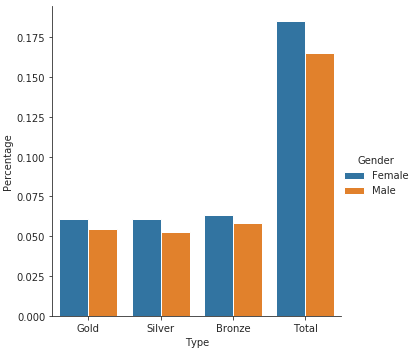 0.175
0.150
0.125
Percentage
0.100
0.075
0.050
0.025
0.000
Gold Silver Bronze Total
Type
Gender
Female
Male